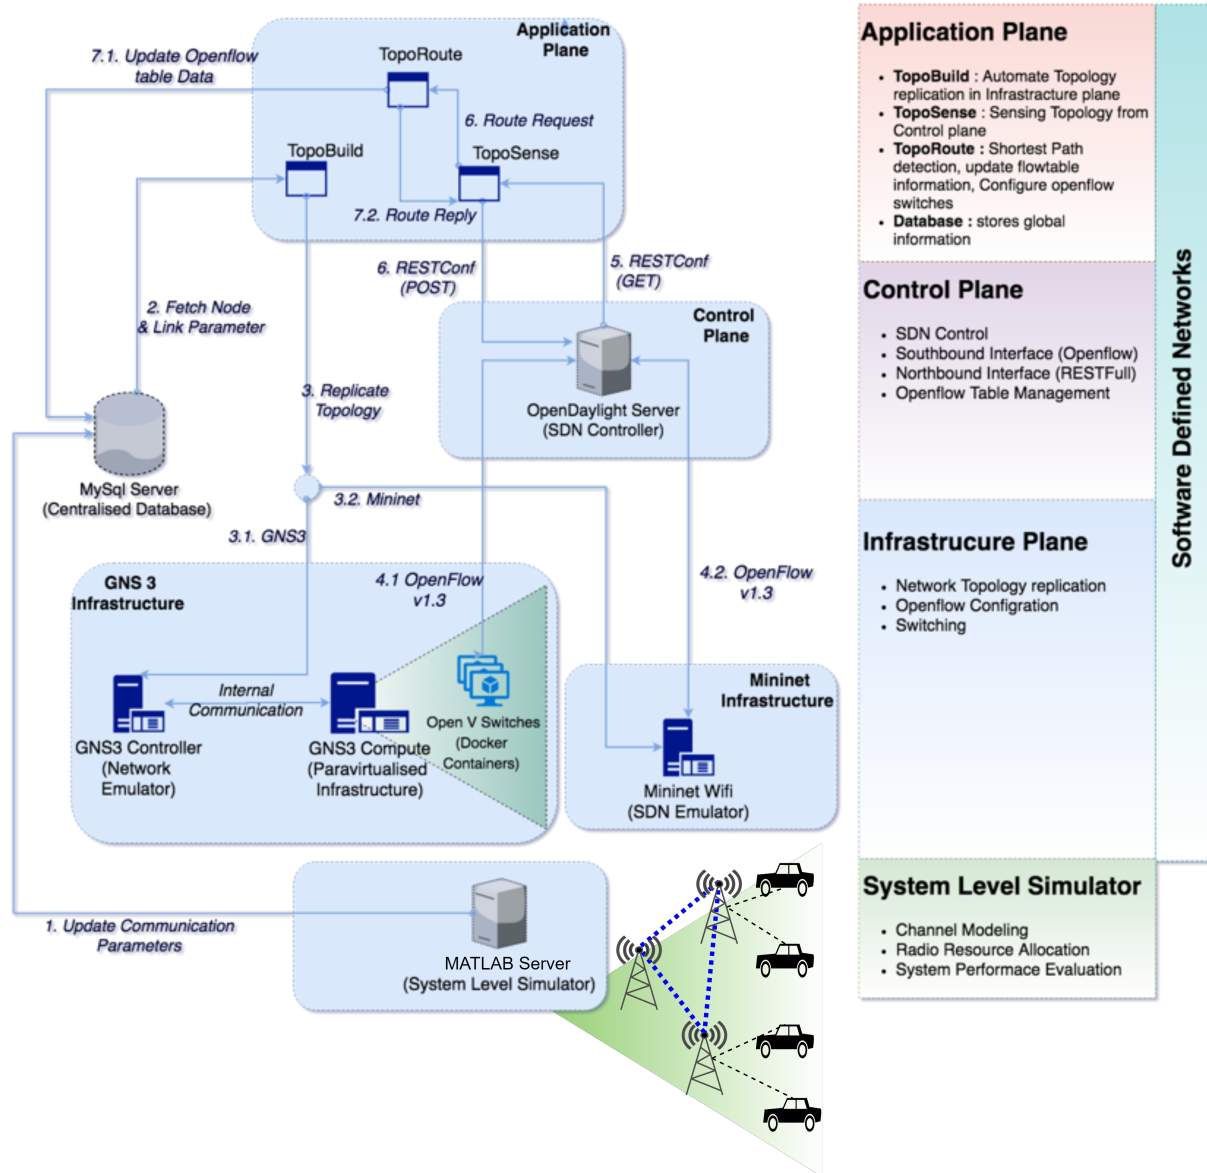 Application
Plane
7.1. Update Openflow
table Data
TopoRoute
6. Route Request
TopoBuild
TopoSense
7.2. Route Reply
6. RESTConf
(POST)
5. RESTConf
(GET)
2. Fetch Node
& Link Parameter
Control
Plane
3. Replicate
Topology
OpenDaylight Server
(SDN Controller)
MySql Server
(Centralised Database)
3.2. Mininet
3.1. GNS3
GNS 3
Infrastructure
4.1 OpenFlow
v1.3
4.2. OpenFlow
v1.3
Internal
Communication
Open V Switches
(Docker
Containers)
GNS3 Controller
(Network
Emulator)
GNS3 Compute
(Paravirtualised
Infrastructure)
Mininet
Infrastructure
Mininet Wifi
(SDN Emulator)
1. Update Communication
Parameters
MATLAB Server
(System Level Simulator)
Application Plane
• TopoBuild : Automate Topology
replication in Infrastracture plane
• TopoSense : Sensing Topology from
Control plane
• TopoRoute : Shortest Path
detection, update flowtable
information, Configure openflow
switches
• Database : stores global
information
Control Plane
• SDN Control
• Southbound Interface (Openflow)
• Northbound Interface (RESTFull)
• Openflow Table Management
Infrastrucure Plane
• Network Topology replication
• Openflow Configration
• Switching
System Level Simulator
• Channel Modeling
• Radio Resource Allocation
• System Performace Evaluation
Software Defined Networks